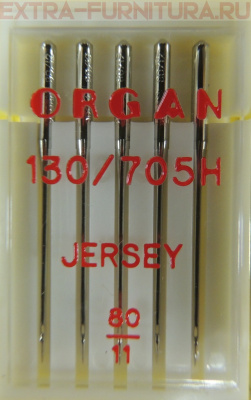 EXTRA-FURNITURA.RU
ORGAN
130/705H
JERSEY
80
11